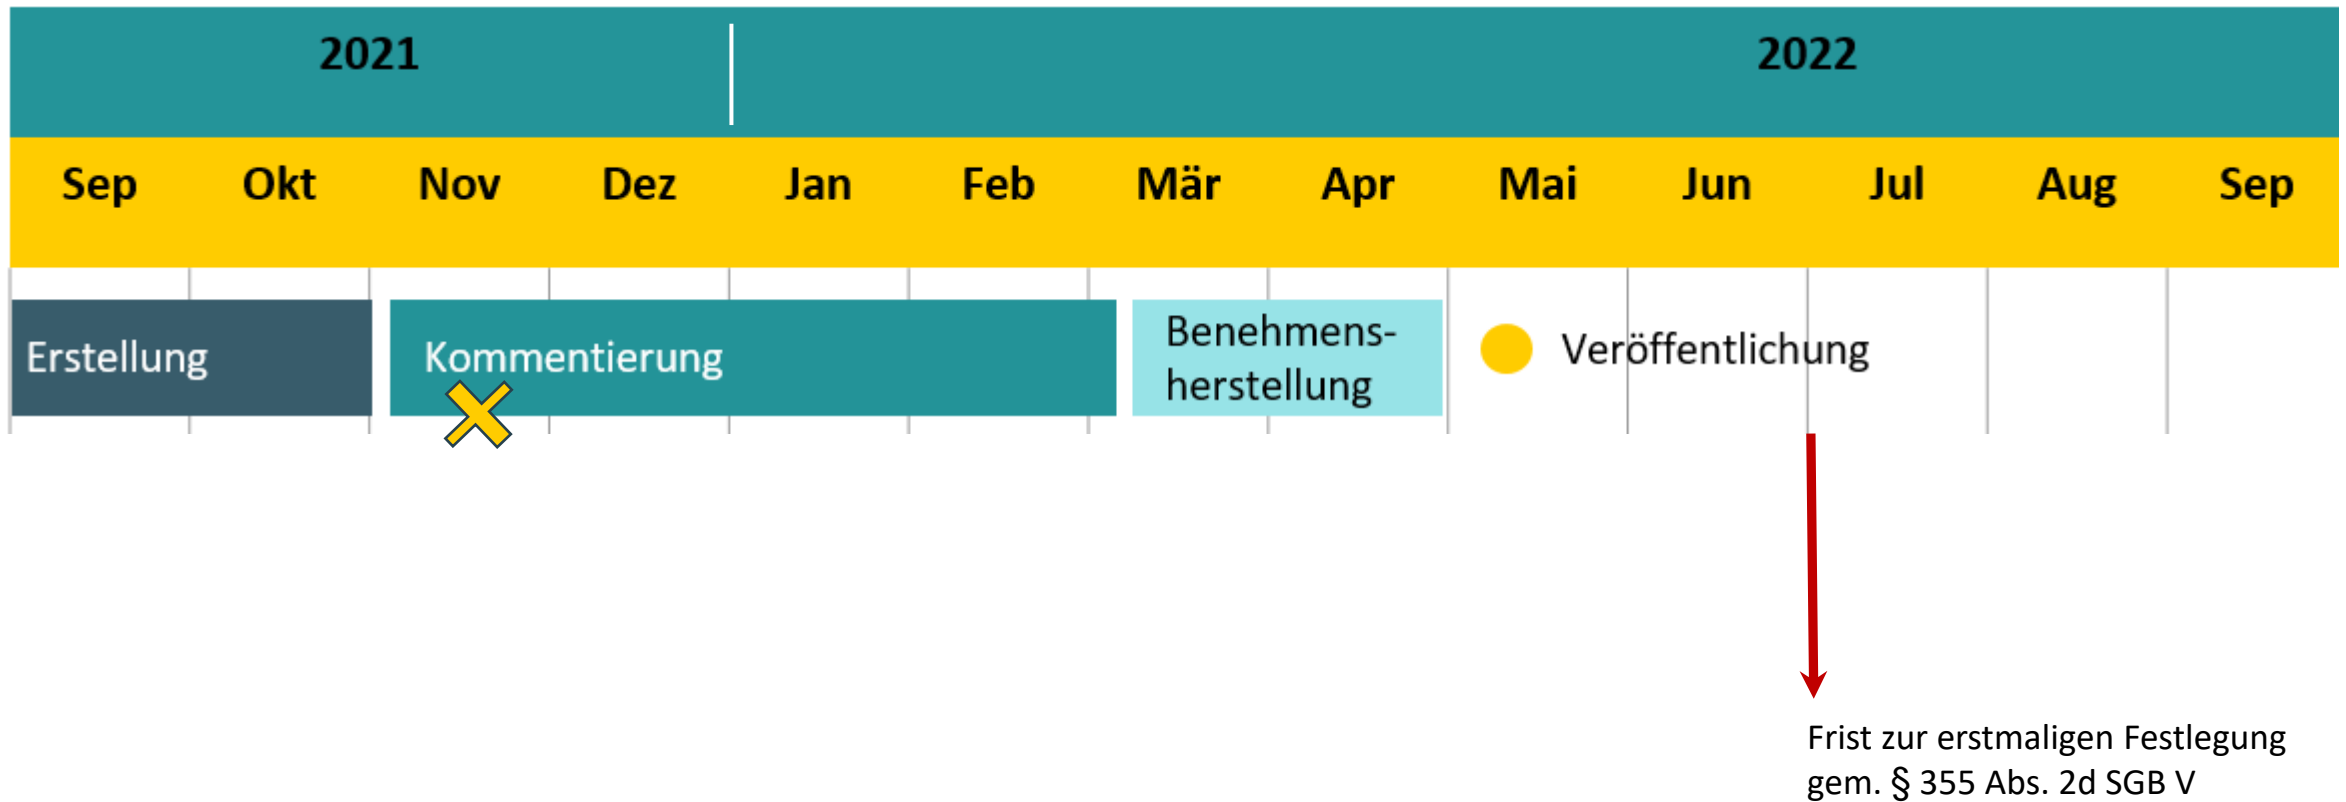 2021 2022
Sep Okt Nov Dez Jan Feb Mär Apr Mai Jun Jul Aug Sep
Erstellung
Kommentierung
Benehmens-
herstellung
Veröffentlichung
Frist zur erstmaligen Festlegung
gem. § 355 Abs. 2d SGB V